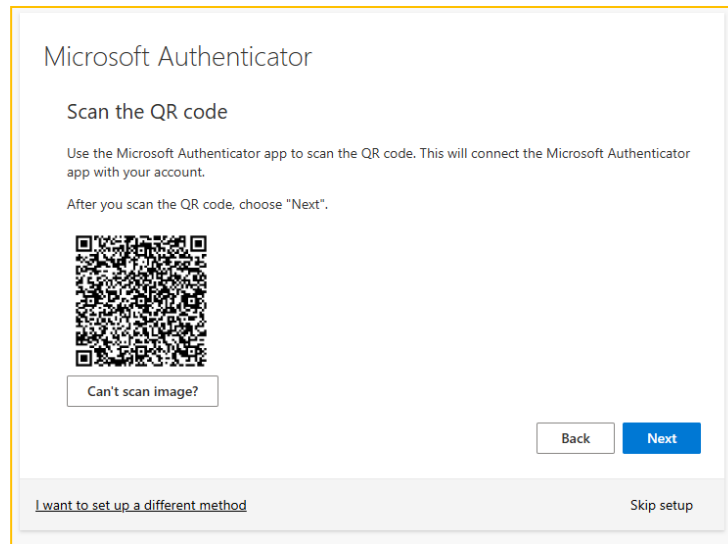 Microsoft Authenticator
Scan the QR code
Use the Microsoft Authenticator app to scan the QR code. This will connect the Microsoft Authenticator
app with your account.
After you scan the QR code, choose "Next".
Can't scan image?
Back
Next
I want to set up a different method
Skip setup